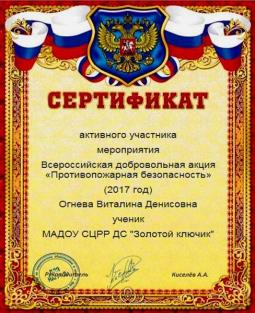 СЕРТИФИКАТ
активного участника
мероприятия
Всероссийская добровольная акция
«Противопожарная безопасность»
(2017 год)
Огнева Виталина Денисовна
ученик
МАДОУ СЦРР ДС "Золотой ключик"
Руководитель Киселёв А.А.